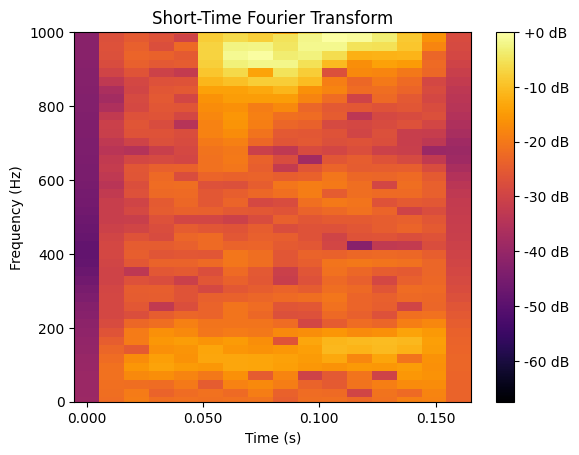 Short-Time Fourier Transform
1000
800
600
400
200
0
Frequency (Hz)
0.000
0.050
0.100
0.150
Time (s)
+0 dB
-10 dB
-20 dB
-30 dB
-40 dB
-50 dB
-60 dB